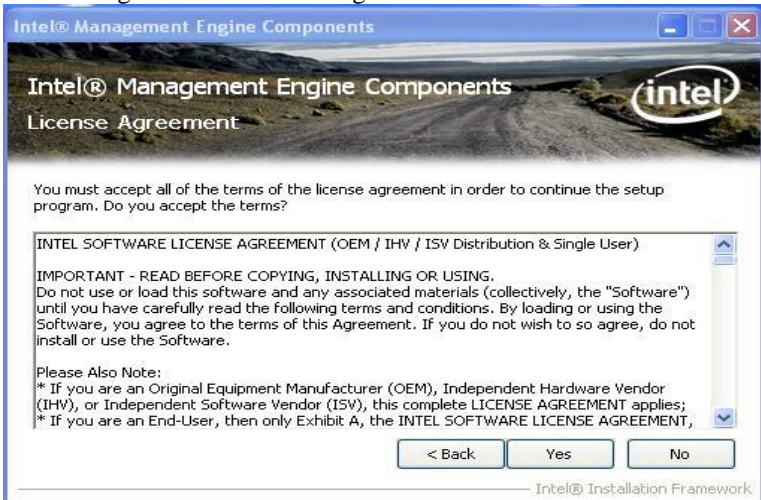 Intel® Management Engine Components
Intel® Management Engine Components
intel®
License Agreement
You must accept all of the terms of the license agreement in order to continue the setup
program. Do you accept the terms?
INTEL SOFTWARE LICENSE AGREEMENT (OEM / IHV / ISV Distribution & Single User)
IMPORTANT - READ BEFORE COPYING, INSTALLING OR USING.
Do not use or load this software and any associated materials (collectively, the "Software")
until you have carefully read the following terms and conditions. By loading or using the
Software, you agree to the terms of this Agreement. If you do not wish to so agree, do not
install or use the Software.
Please Also Note:
* If you are an Original Equipment Manufacturer (OEM), Independent Hardware Vendor
(IHV), or Independent Software Vendor (ISV), this complete LICENSE AGREEMENT applies;
* If you are an End-User, then only Exhibit A, the INTEL SOFTWARE LICENSE AGREEMENT,
< Back Yes No
Intel® Installation Framework